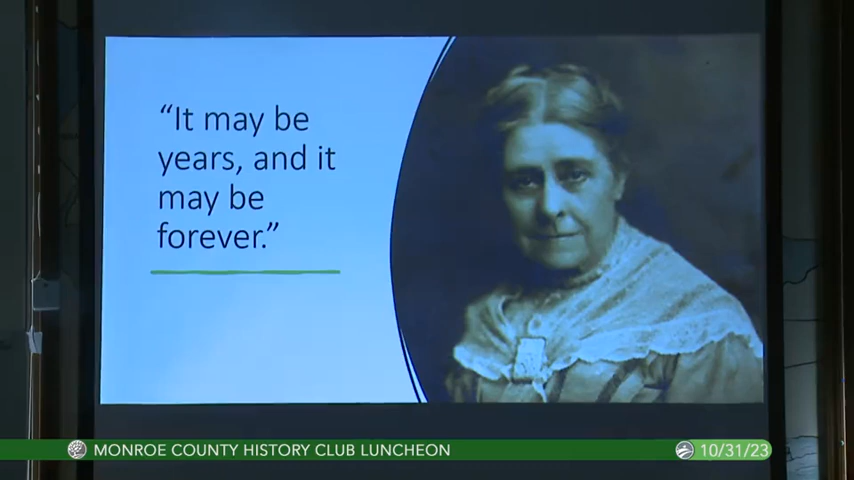 “It may be
years, and it
may be
forever.”
MONROE COUNTY HISTORY CLUB LUNCHEON
10/31/23